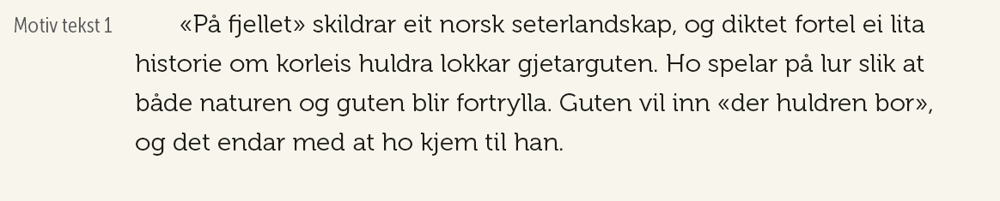 Motiv tekst 1
«På fjellet» skildrar eit norsk seterlandskap, og diktet fortel ei lita
historie om korleis huldra lokkar gjetarguten. Ho spelar på lur slik at
både naturen og guten blir fortrylla. Guten vil inn «der huldren bor»,
og det endar med at ho kjem til han.